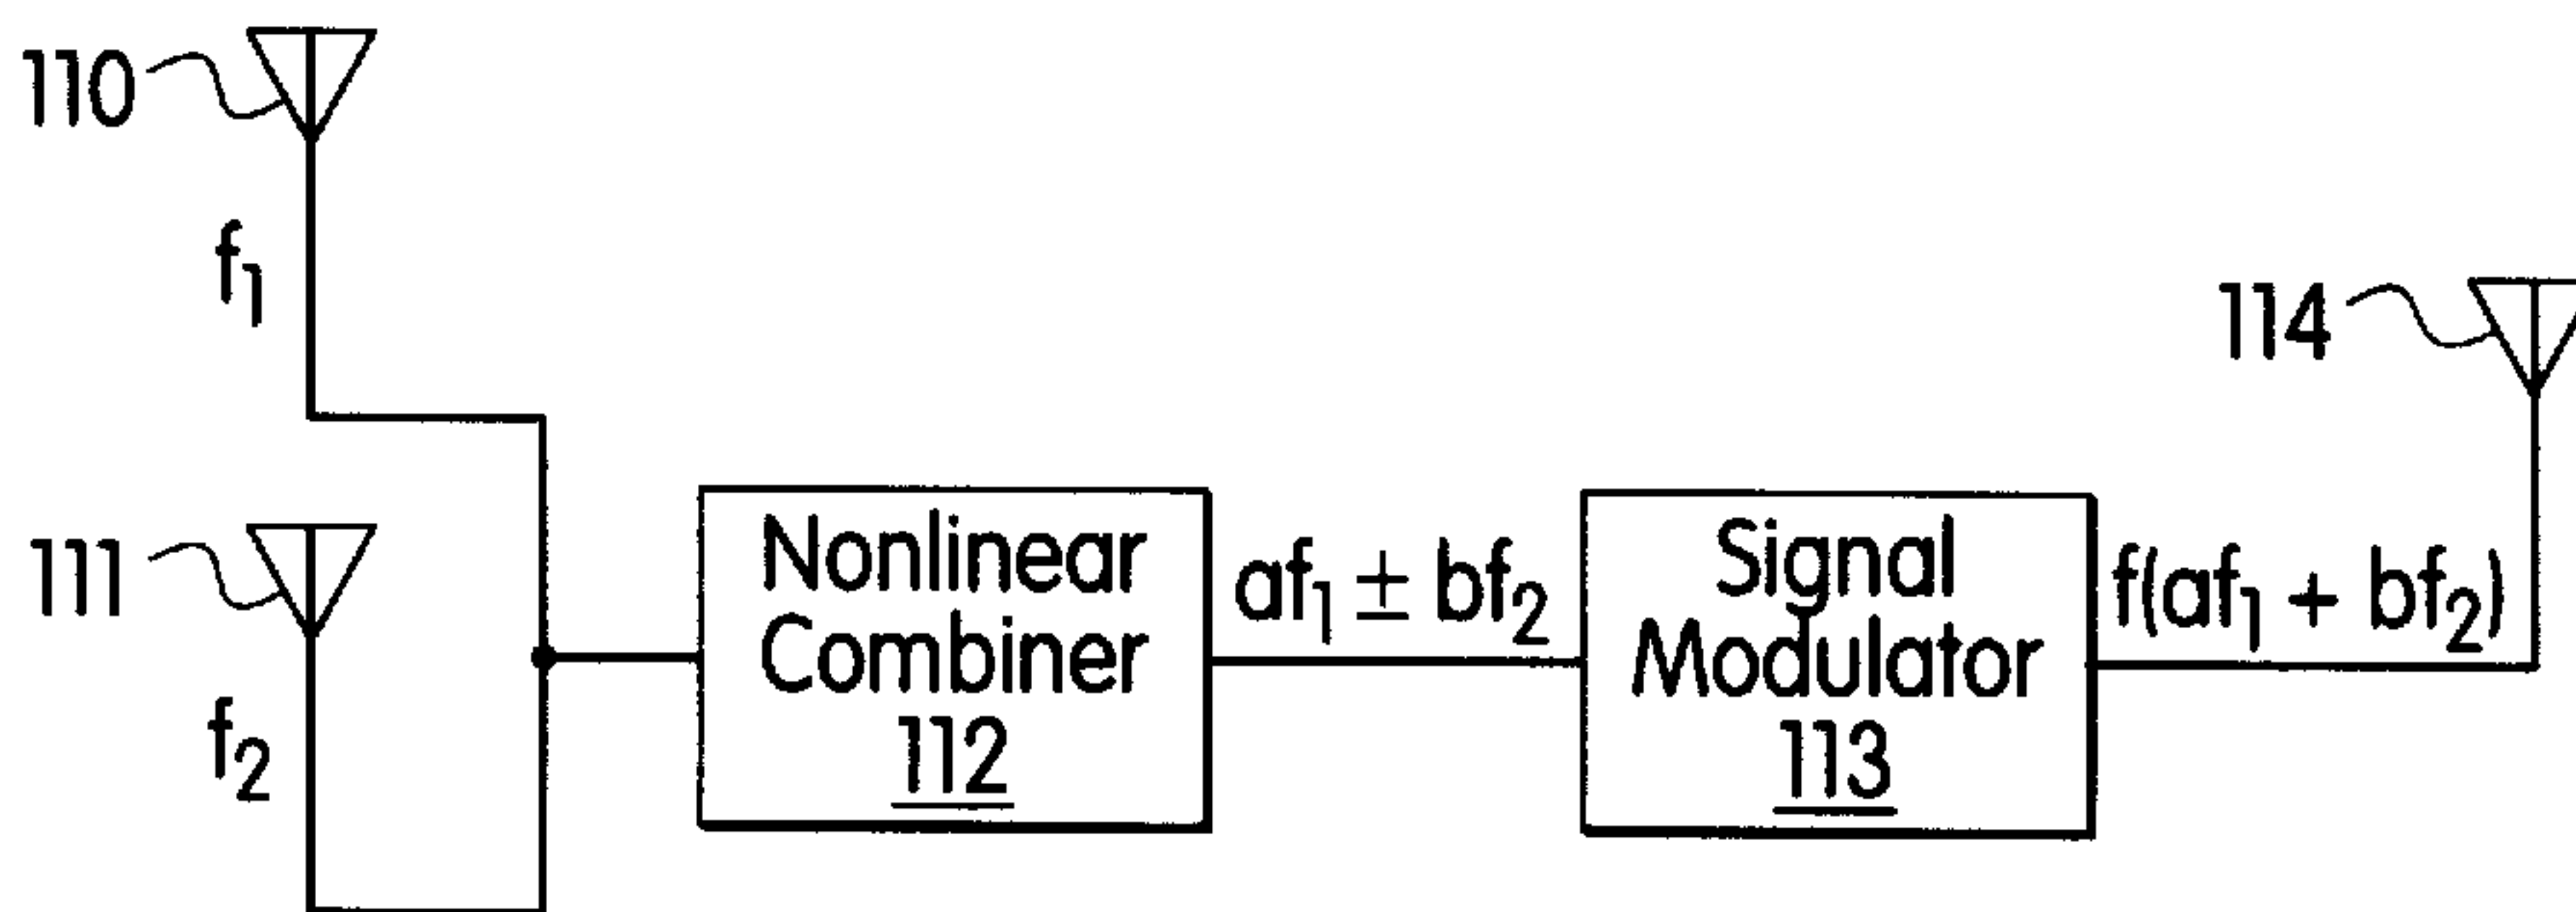 110
f₁
111
f₂
Nonlinear
Combiner
112
af₁ ± bf₂
Signal
Modulator
113
f(af₁ + bf₂)
114